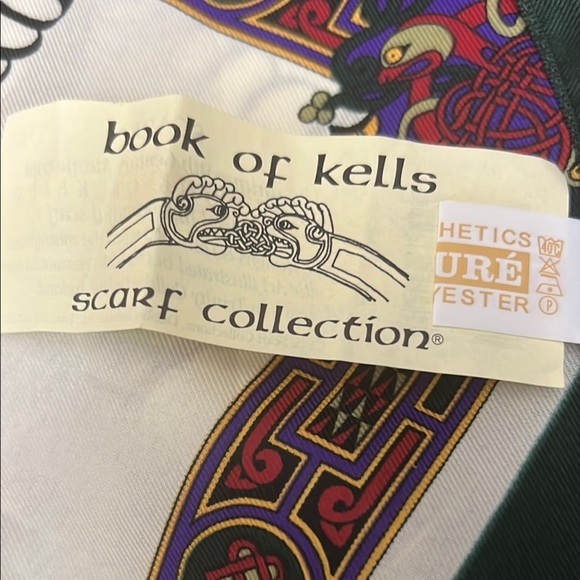 book of kells
scarf collection®
HETICS
URÉ
YESTER